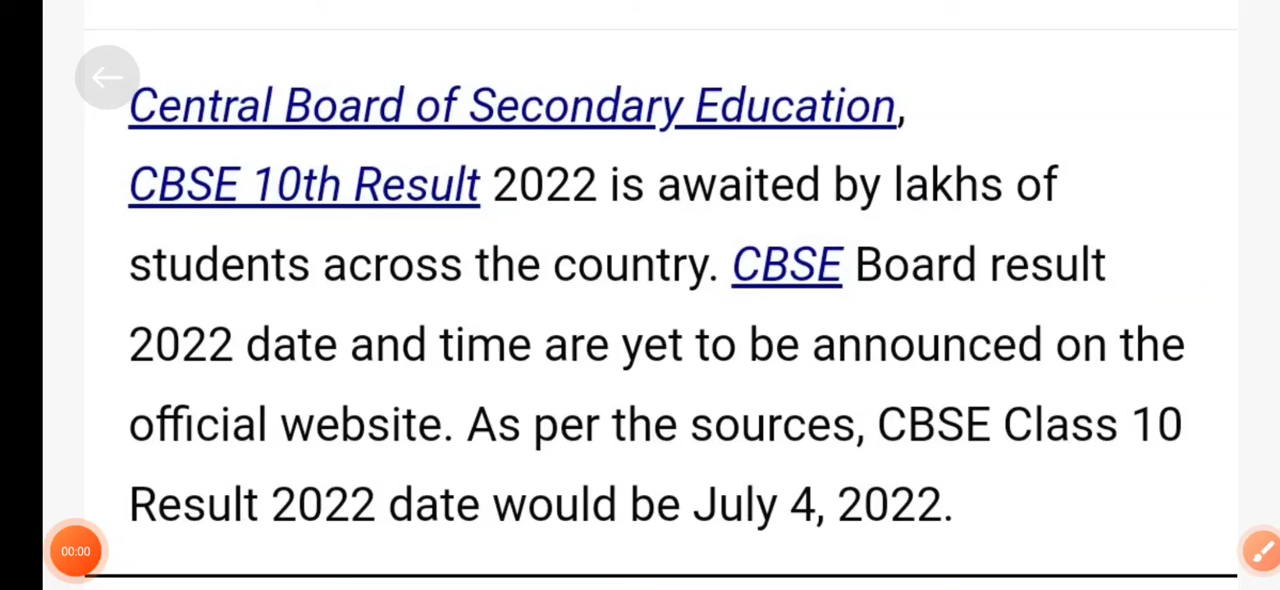 Central Board of Secondary Education,
CBSE 10th Result 2022 is awaited by lakhs of
students across the country. CBSE Board result
2022 date and time are yet to be announced on the
official website. As per the sources, CBSE Class 10
Result 2022 date would be July 4, 2022.
00:00